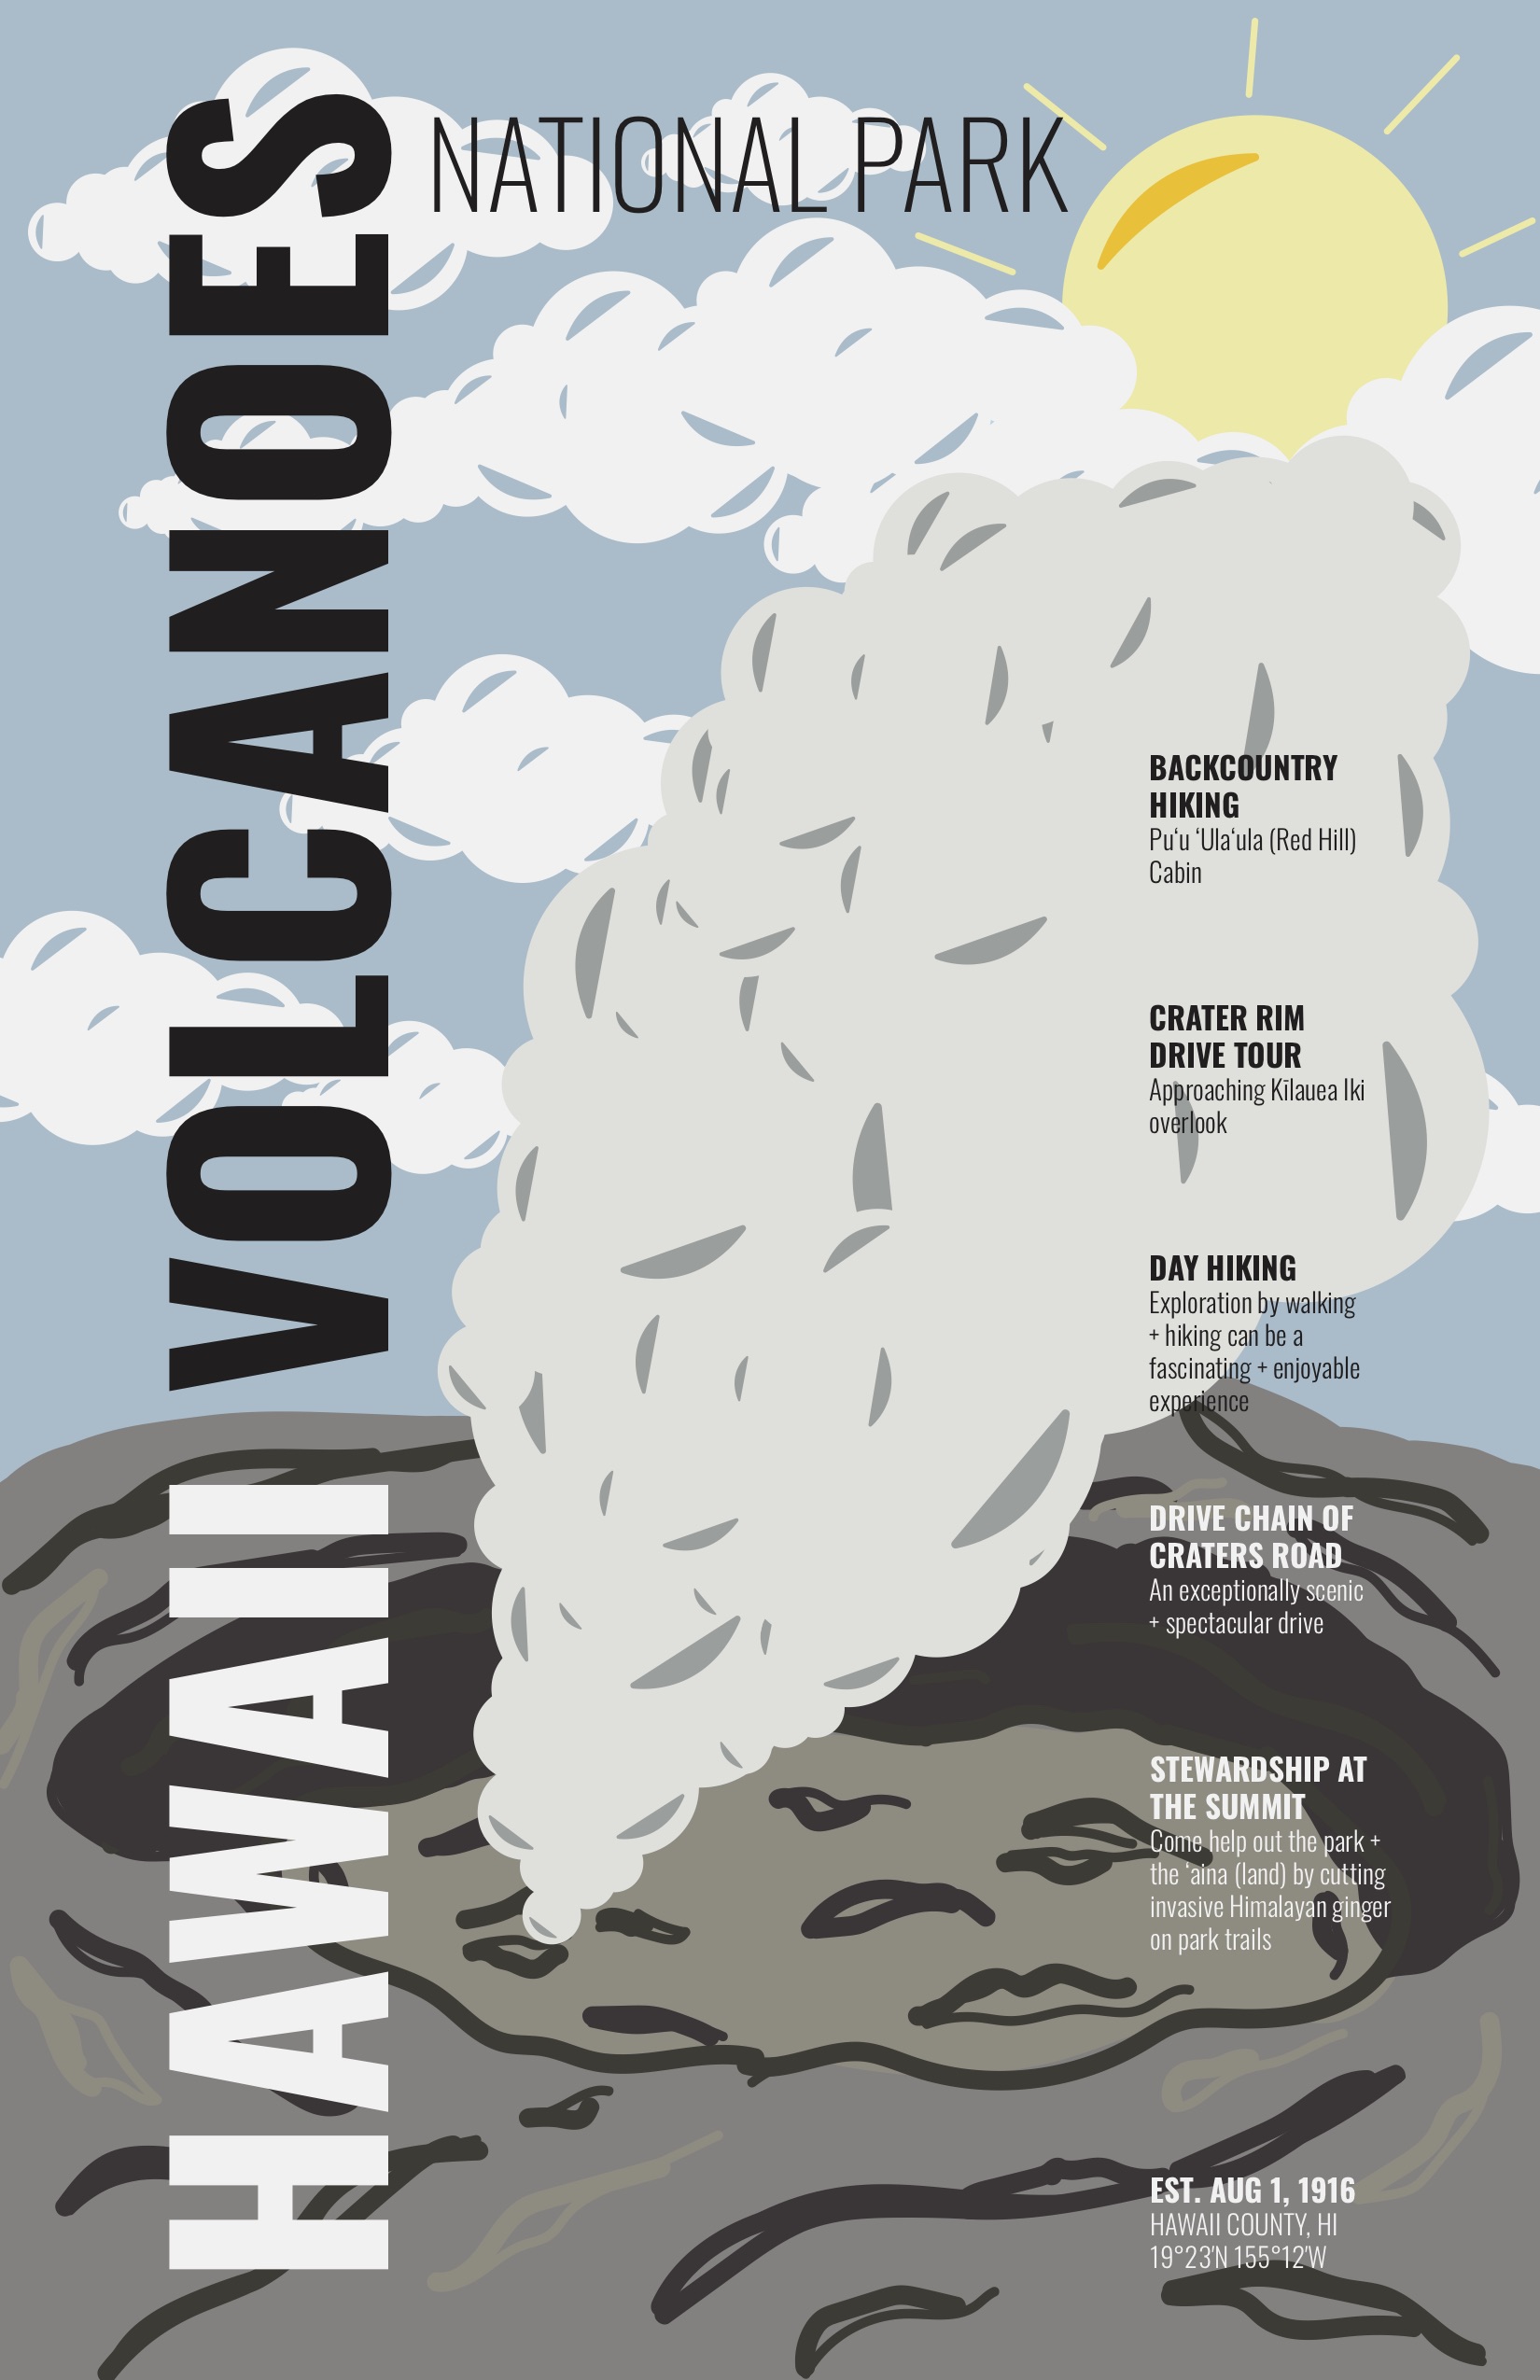 HAWAII VOLCANOES
NATIONAL PARK
BACKCOUNTRY
HIKING
Pu‘u ‘Ula‘ula (Red Hill)
Cabin
CRATER RIM
DRIVE TOUR
Approaching Kīlauea Iki
overlook
DAY HIKING
Exploration by walking
+ hiking can be a
fascinating + enjoyable
experience
DRIVE CHAIN OF
CRATERS ROAD
An exceptionally scenic
+ spectacular drive
STEWARDSHIP AT
THE SUMMIT
Come help out the park +
the ‘aina (land) by cutting
invasive Himalayan ginger
on park trails
EST. AUG 1, 1916
HAWAII COUNTY, HI
19°23'N 155°12'W